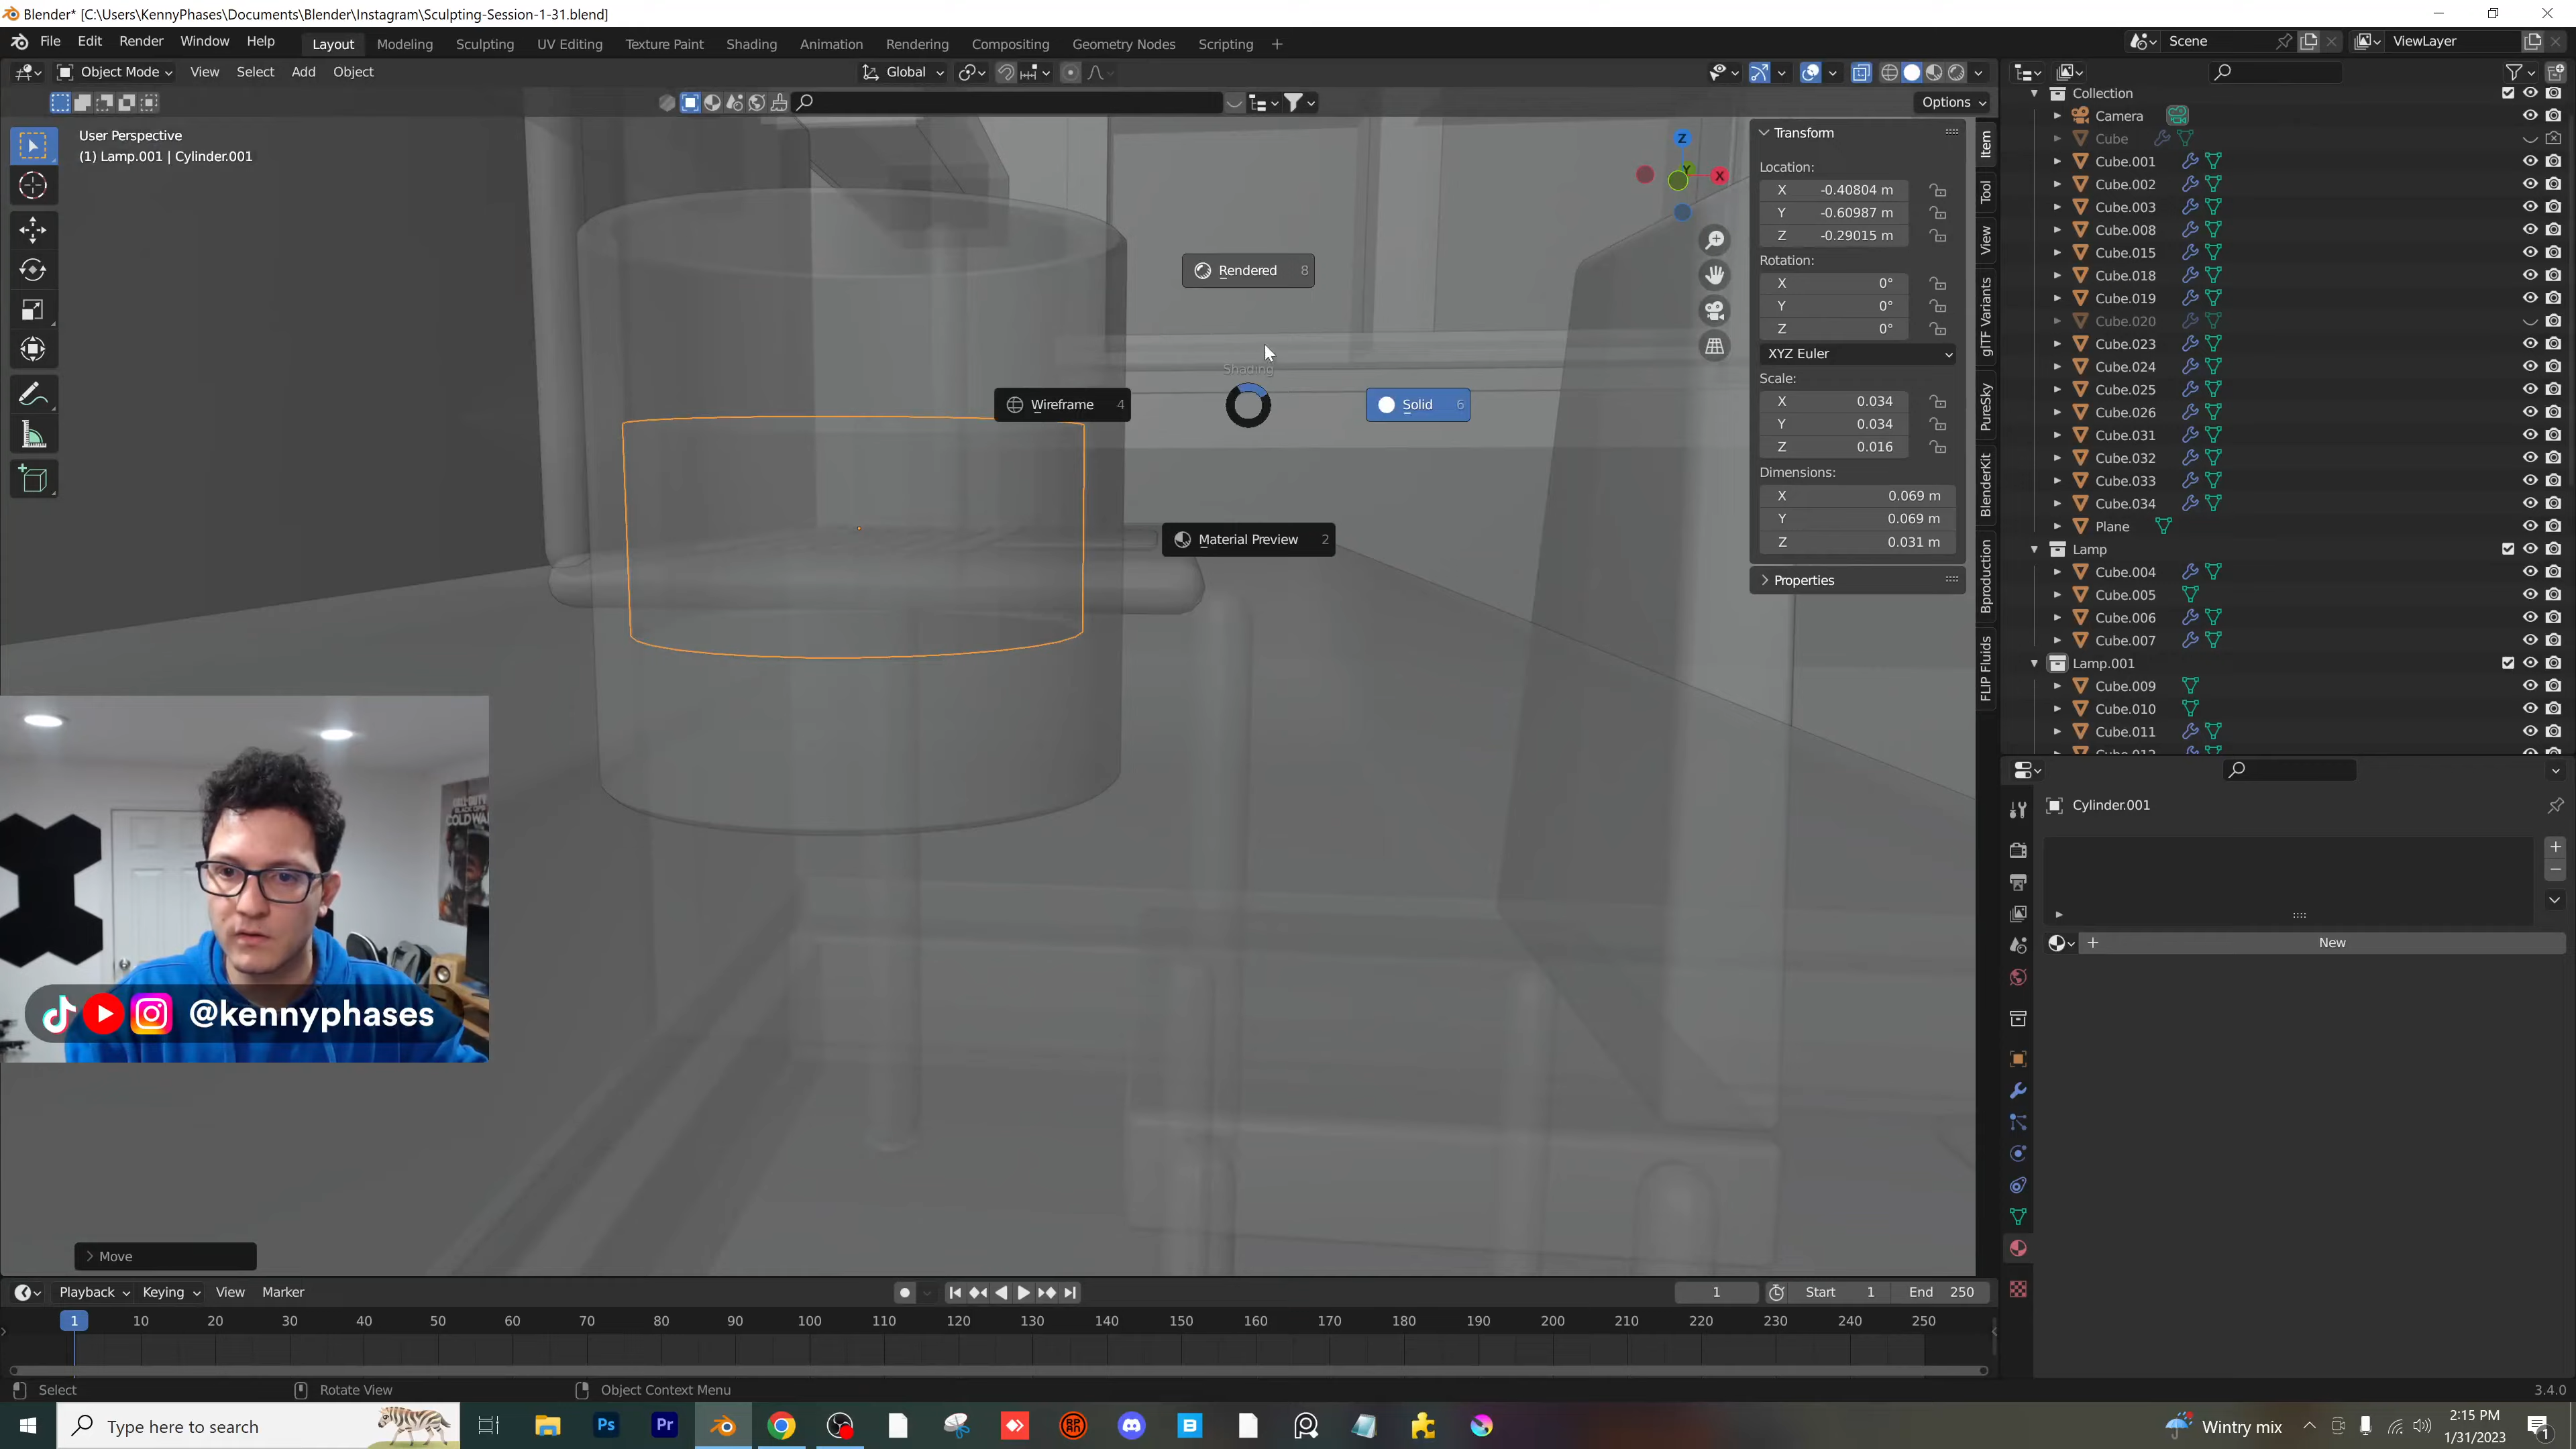 Blender* [C:\Users\KennyPhases\Documents\Blender\Instagram\Sculpting-Session-1-31.blend]
File Edit Render Window Help Layout Modeling Sculpting UV Editing Texture Paint Shading Animation Rendering Compositing Geometry Nodes Scripting + Scene ViewLayer
Object Mode View Select Add Object Global
Options
User Perspective
(1) Lamp.001 | Cylinder.001
Z
Y
X
Rendered 8
Shading
Wireframe 4
Solid 6
Material Preview 2
Transform
Location:
X -0.40804 m
Y -0.60987 m
Z -0.29015 m
Rotation:
X 0°
Y 0°
Z 0°
XYZ Euler
Scale:
X 0.034
Y 0.034
Z 0.016
Dimensions:
X 0.069 m
Y 0.069 m
Z 0.031 m
Properties
Item
Tool
View
glTF Variants
PureSky
BlenderKit
Bproduction
FLIP Fluids
Collection
Camera
Cube
Cube.001
Cube.002
Cube.003
Cube.008
Cube.015
Cube.018
Cube.019
Cube.020
Cube.023
Cube.024
Cube.025
Cube.026
Cube.031
Cube.032
Cube.033
Cube.034
Plane
Lamp
Cube.004
Cube.005
Cube.006
Cube.007
Lamp.001
Cube.009
Cube.010
Cube.011
Cube.012
Cylinder.001
+
−
+ New
COLD WAR
@kennyphases
Move
Playback Keying View Marker 1 Start 1 End 250
1 10 20 30 40 50 60 70 80 90 100 110 120 130 140 150 160 170 180 190 200 210 220 230 240 250
Select Rotate View Object Context Menu 3.4.0
Type here to search Ps Pr B Wintry mix 2:15 PM
1/31/2023
1